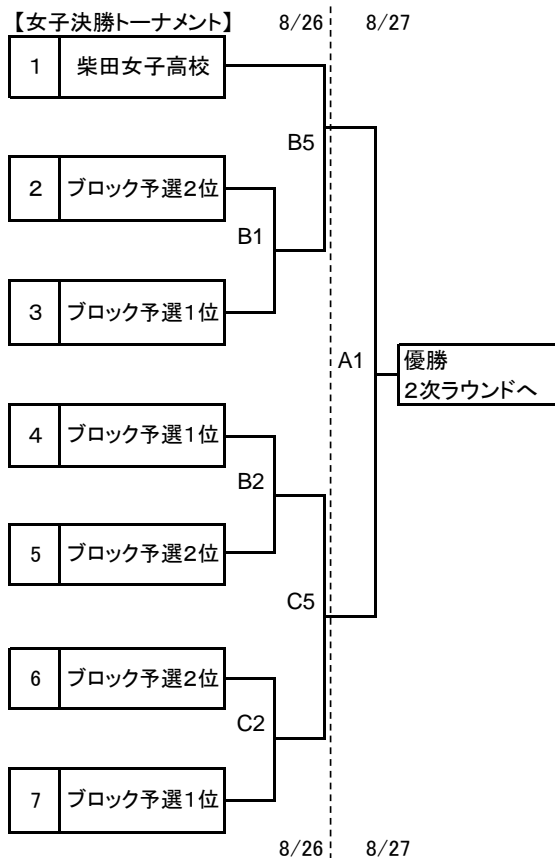 【女子決勝トーナメント】 8/26 8/27
1 柴田女子高校
B5
2 ブロック予選2位
B1
3 ブロック予選1位
A1
優勝
2次ラウンドへ
4 ブロック予選1位
B2
5 ブロック予選2位
C5
6 ブロック予選2位
C2
7 ブロック予選1位
8/26 8/27